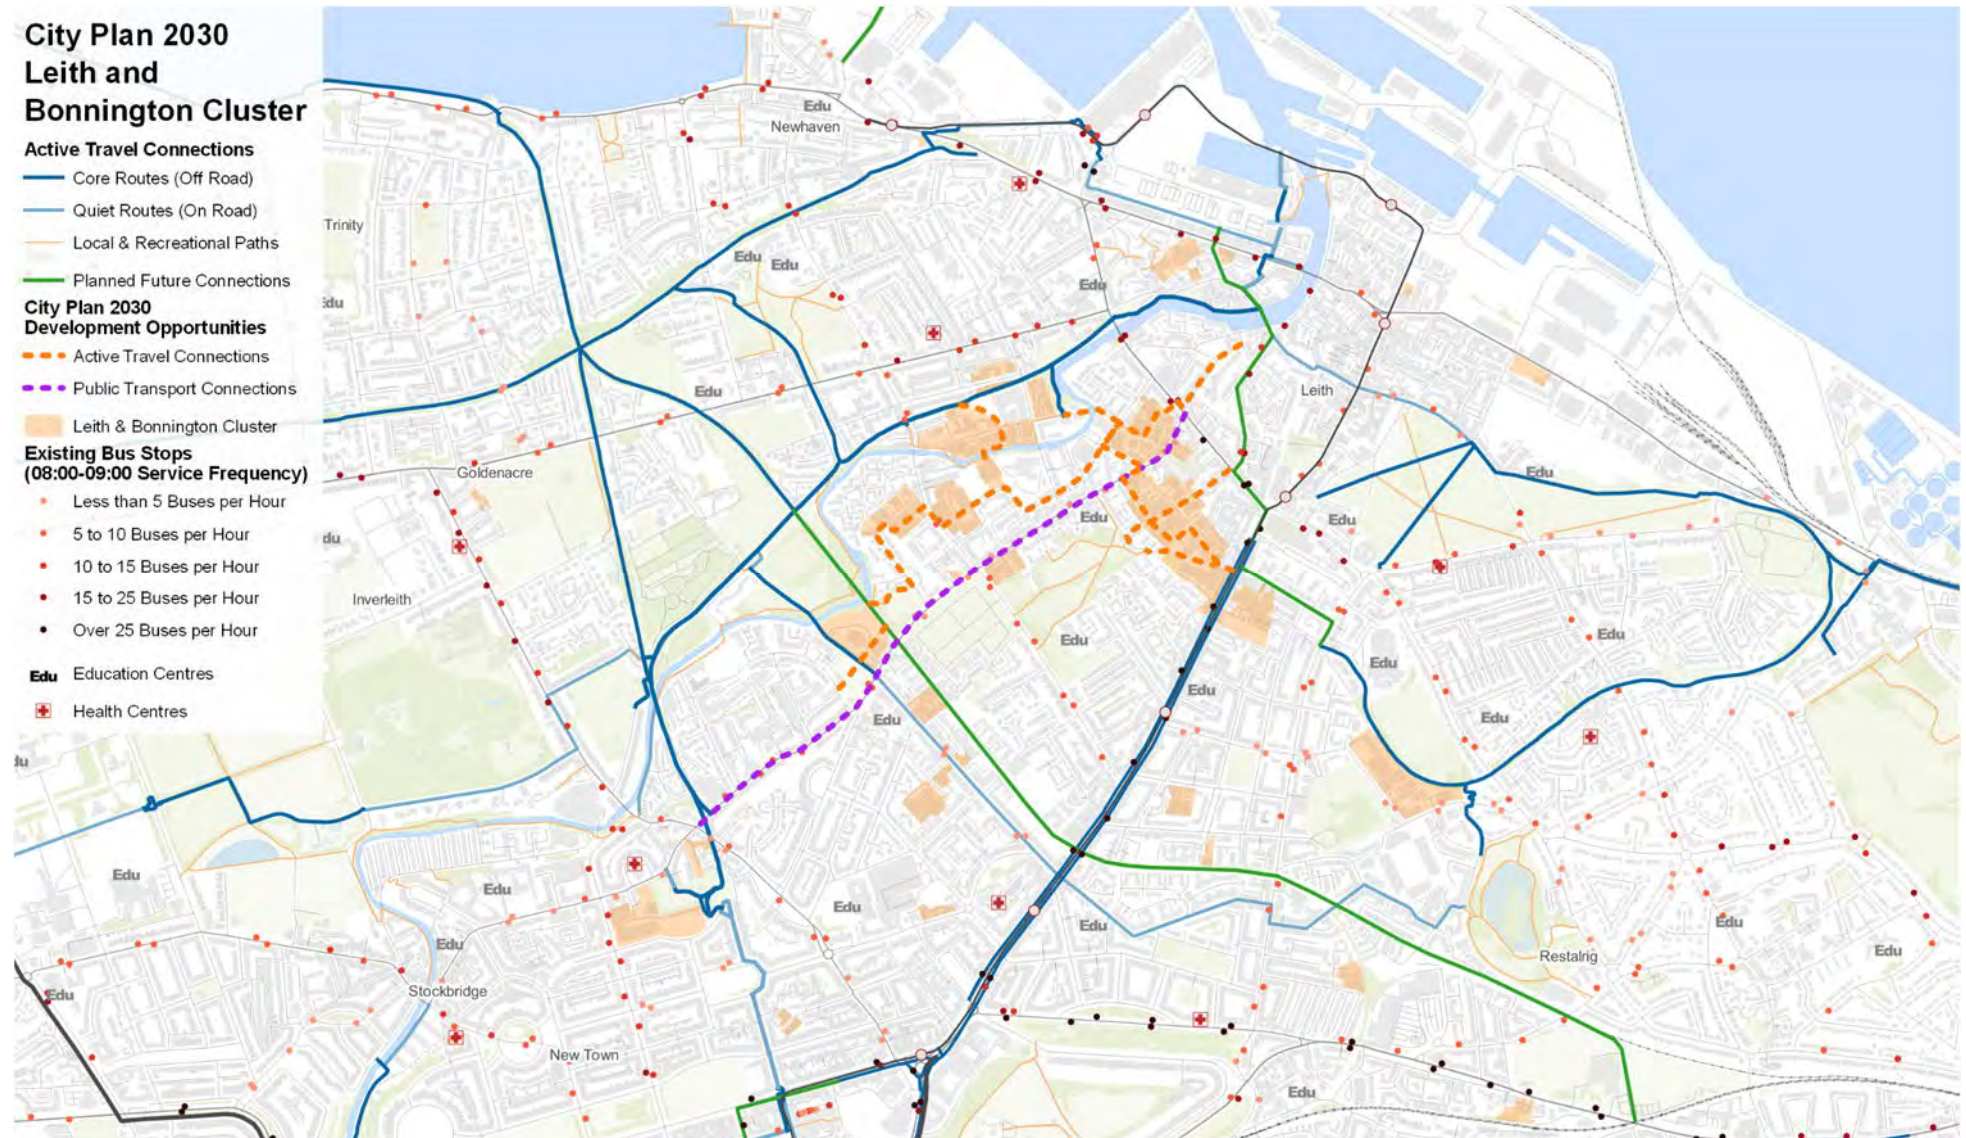 City Plan 2030
Leith and
Bonnington Cluster
Active Travel Connections
Core Routes (Off Road)
Quiet Routes (On Road)
Local & Recreational Paths
Planned Future Connections
City Plan 2030
Development Opportunities
Active Travel Connections
Public Transport Connections
Leith & Bonnington Cluster
Existing Bus Stops
(08:00-09:00 Service Frequency)
Less than 5 Buses per Hour
5 to 10 Buses per Hour
10 to 15 Buses per Hour
15 to 25 Buses per Hour
Over 25 Buses per Hour
Edu Education Centres
Health Centres
Edu
Newhaven
Trinity
Edu
Edu
Edu
Edu
Edu
Leith
Goldenacre
Edu
Edu
Edu
du
Inverleith
Edu
Edu
Edu
Edu
Edu
Edu
du
Edu
Edu
Edu
Edu
Edu
Edu
Edu
Edu
Restalrig
Stockbridge
Edu
New Town
Edu